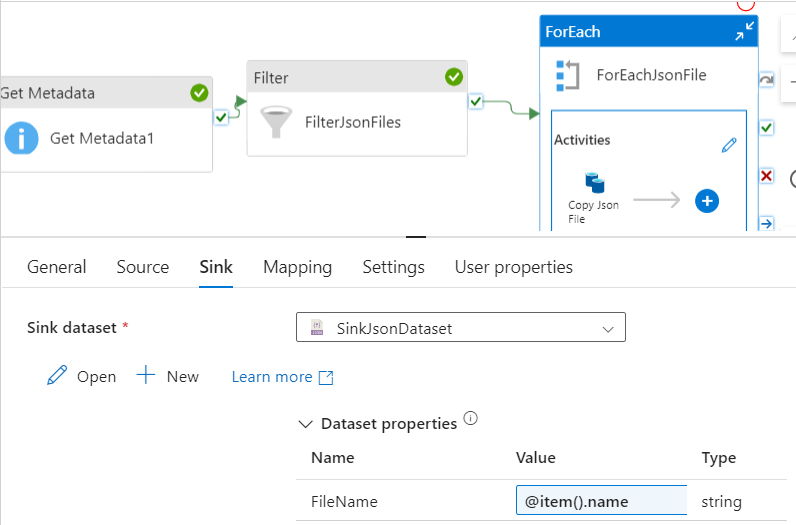 Get Metadata
Get Metadata1
Filter
FilterJsonFiles
ForEach
ForEachJsonFile
Activities
Copy Json
File
General
Source
Sink
Mapping
Settings
User properties
Sink dataset *
SinkJsonDataset
Open
New
Learn more
Dataset properties
Name
Value
Type
FileName
@item().name
string